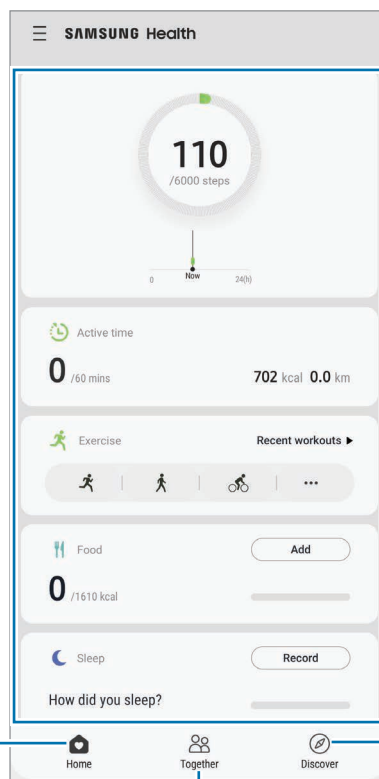 SAMSUNG Health
110
/6000 steps
0 Now 24(h)
Active time
0 /60 mins 702 kcal 0.0 km
Exercise Recent workouts ▶
Food Add
0 /1610 kcal
Sleep Record
How did you sleep?
Home Together Discover